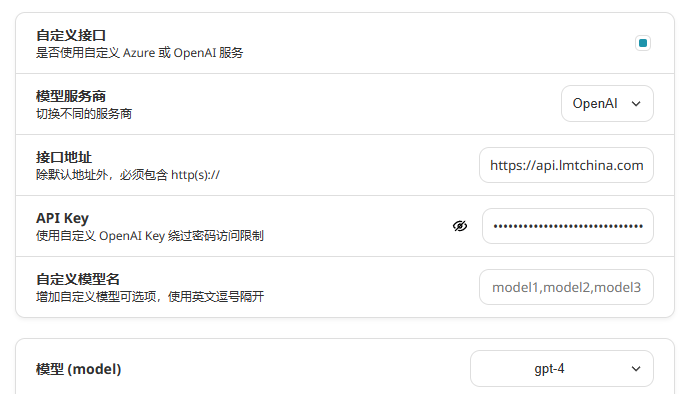 自定义接口
是否使用自定义 Azure 或 OpenAI 服务
模型服务商
切换不同的服务商
OpenAI
接口地址
除默认地址外，必须包含 http(s)://
https://api.lmtchina.com
API Key
使用自定义 OpenAI Key 绕过密码访问限制
••••••••••••••••••••••••••••••
自定义模型名
增加自定义模型可选项，使用英文逗号隔开
model1,model2,model3
模型 (model)
gpt-4